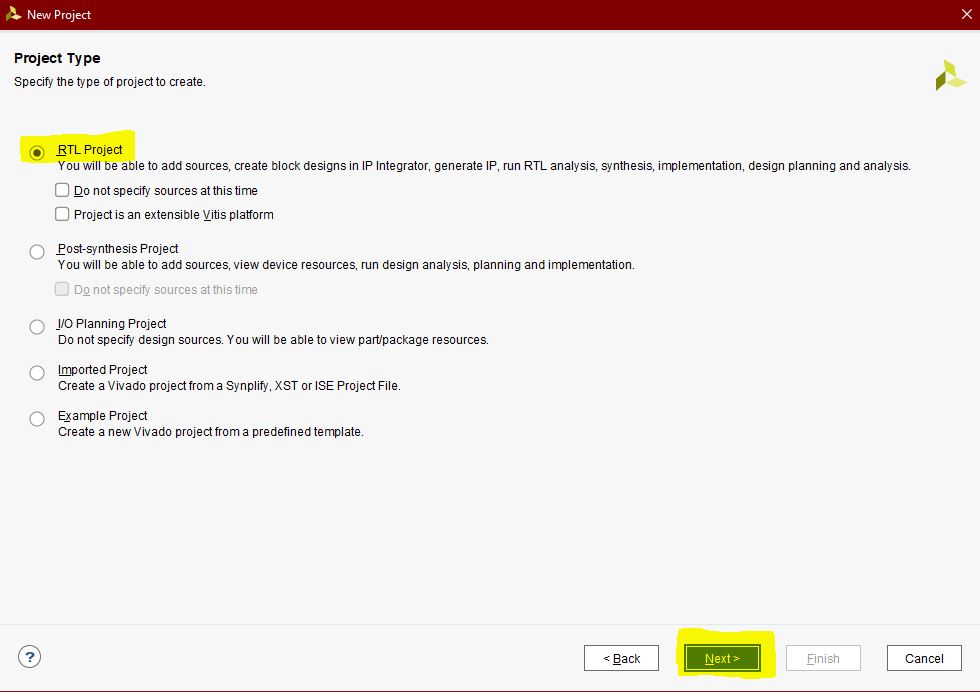 New Project
Project Type
Specify the type of project to create.
RTL Project
You will be able to add sources, create block designs in IP Integrator, generate IP, run RTL analysis, synthesis, implementation, design planning and analysis.
Do not specify sources at this time
Project is an extensible Vitis platform
Post-synthesis Project
You will be able to add sources, view device resources, run design analysis, planning and implementation.
Do not specify sources at this time
I/O Planning Project
Do not specify design sources. You will be able to view part/package resources.
Imported Project
Create a Vivado project from a Synplify, XST or ISE Project File.
Example Project
Create a new Vivado project from a predefined template.
? < Back Next > Finish Cancel